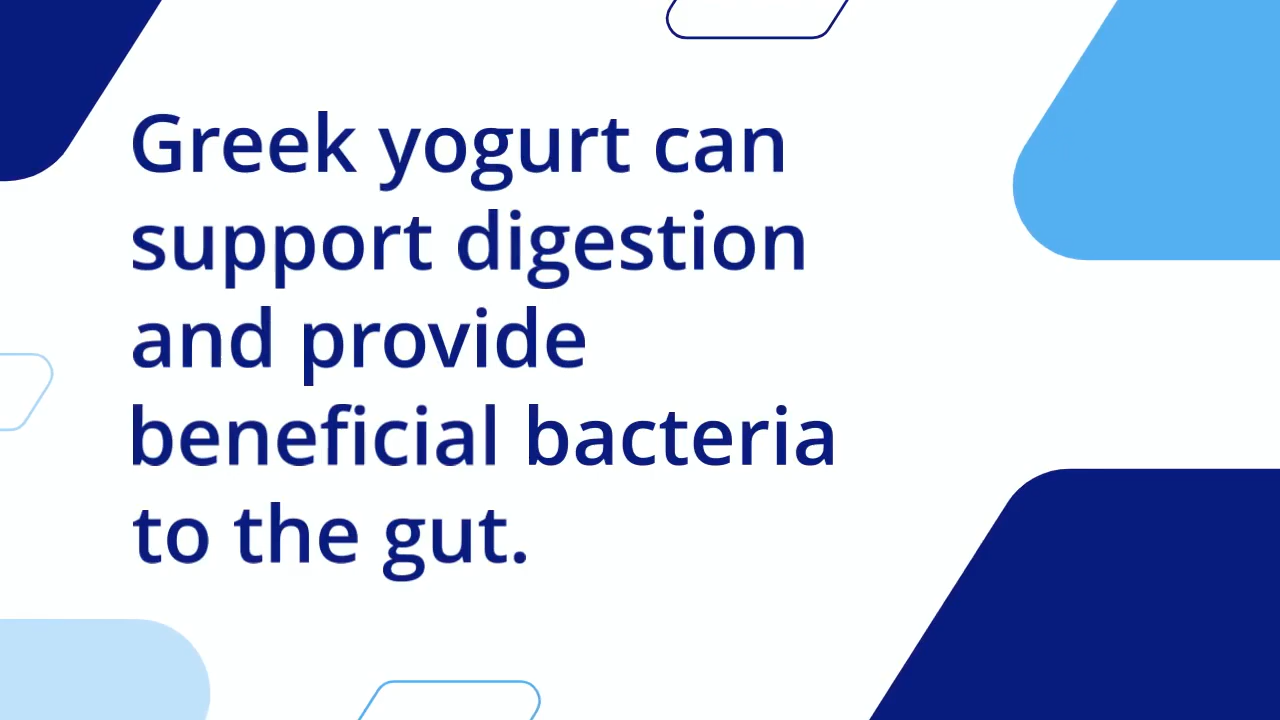 Greek yogurt can
support digestion
and provide
beneficial bacteria
to the gut.